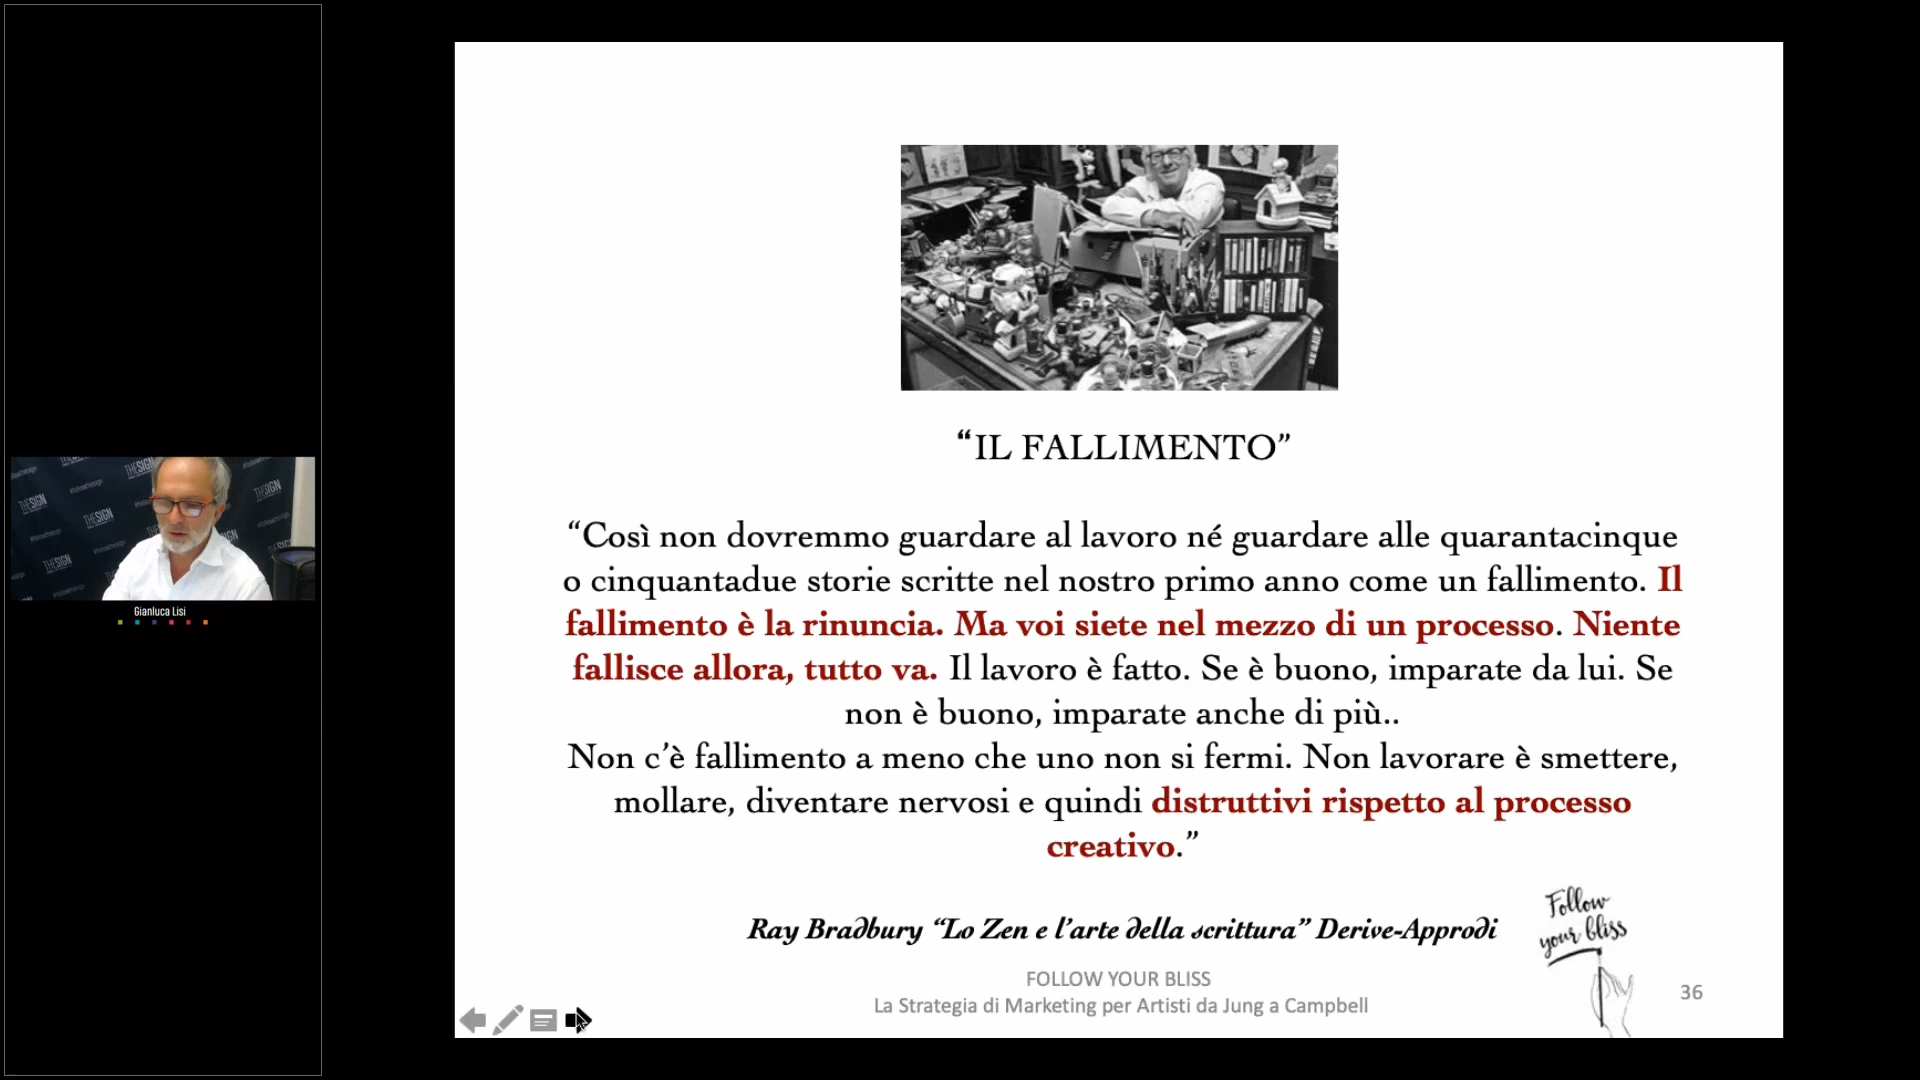 “IL FALLIMENTO”
“Così non dovremmo guardare al lavoro né guardare alle quarantacinque
o cinquantadue storie scritte nel nostro primo anno come un fallimento. Il
fallimento è la rinuncia. Ma voi siete nel mezzo di un processo. Niente
fallisce allora, tutto va. Il lavoro è fatto. Se è buono, imparate da lui. Se
non è buono, imparate anche di più..
Non c’è fallimento a meno che uno non si fermi. Non lavorare è smettere,
mollare, diventare nervosi e quindi distruttivi rispetto al processo
creativo.”
Ray Bradbury “Lo Zen e l’arte della scrittura” Derive-Approdi
Follow
your bliss
FOLLOW YOUR BLISS
La Strategia di Marketing per Artisti da Jung a Campbell
36
THESIGN
THESIGN
THESIGN
THESIGN
THESIGN
Gianluca Lisi